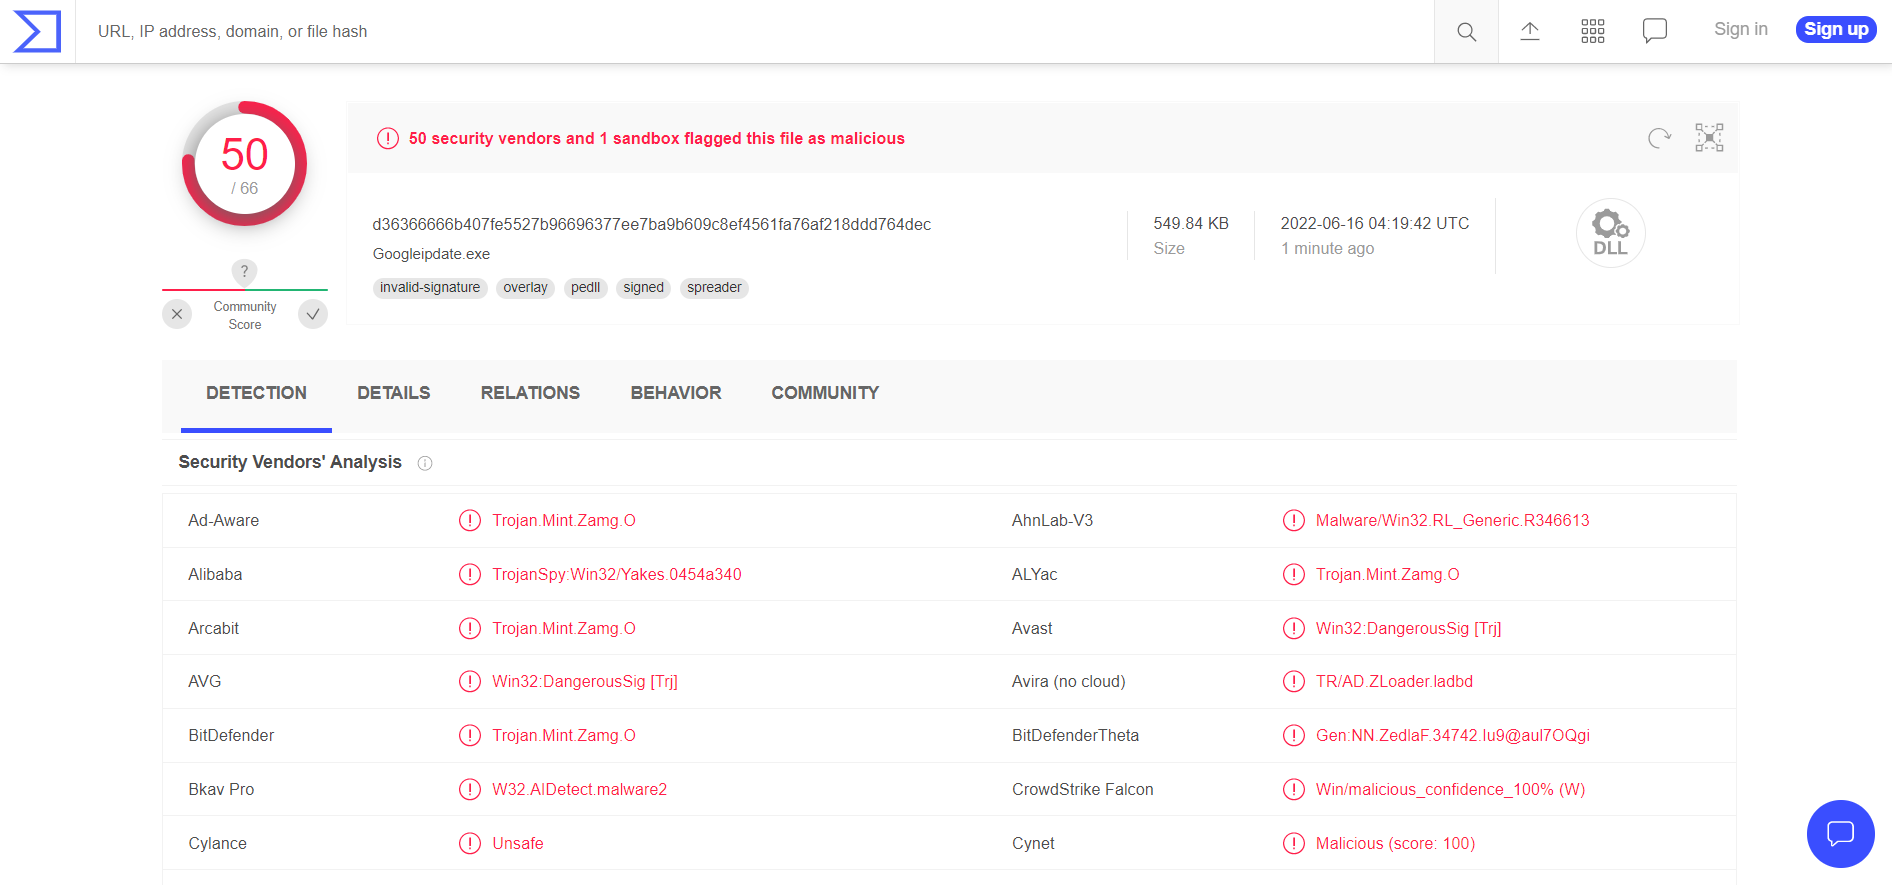 URL, IP address, domain, or file hash
Sign in
Sign up
50
/ 66
50 security vendors and 1 sandbox flagged this file as malicious
d36366666b407fe5527b96696377ee7ba9b609c8ef4561fa76af218ddd764dec
Googleipdate.exe
invalid-signature overlay pedll signed spreader
549.84 KB
Size
2022-06-16 04:19:42 UTC
1 minute ago
DLL
?
Community
Score
DETECTION DETAILS RELATIONS BEHAVIOR COMMUNITY
Security Vendors' Analysis
Ad-Aware Trojan.Mint.Zamg.O AhnLab-V3 Malware/Win32.RL_Generic.R346613
Alibaba TrojanSpy:Win32/Yakes.0454a340 ALYac Trojan.Mint.Zamg.O
Arcabit Trojan.Mint.Zamg.O Avast Win32:DangerousSig [Trj]
AVG Win32:DangerousSig [Trj] Avira (no cloud) TR/AD.ZLoader.ladbd
BitDefender Trojan.Mint.Zamg.O BitDefenderTheta Gen:NN.ZedlaF.34742.Iu9@aul7OQgi
Bkav Pro W32.AIDetect.malware2 CrowdStrike Falcon Win/malicious_confidence_100% (W)
Cylance Unsafe Cynet Malicious (score: 100)